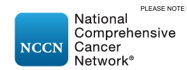 PLEASE NOTE
NCCN
National
Comprehensive
Cancer
Network®